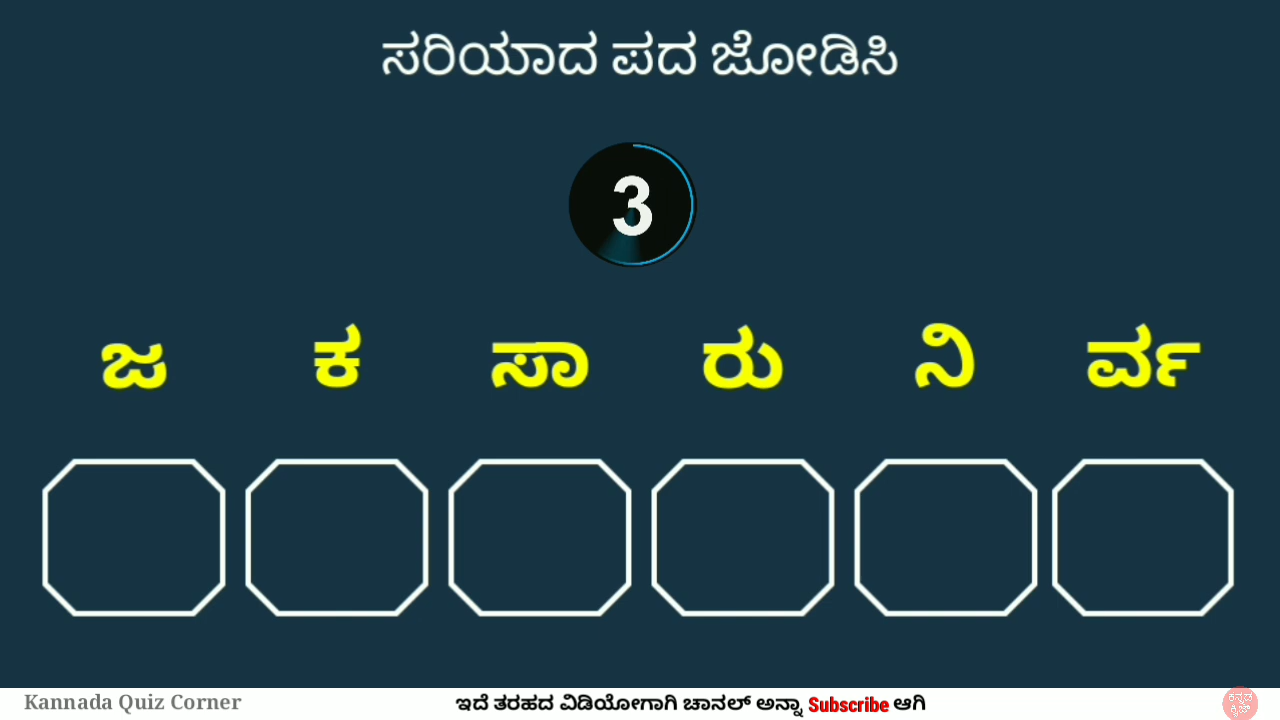 ಸರಿಯಾದ ಪದ ಜೋಡಿಸಿ
3
ಜ ಕ ಸಾ ರು ನಿ ರ್ವ
Kannada Quiz Corner ಇದೆ ತರಹದ ವಿಡಿಯೋಗಾಗಿ ಚಾನಲ್ ಅನ್ನಾ Subscribe ಆಗಿ